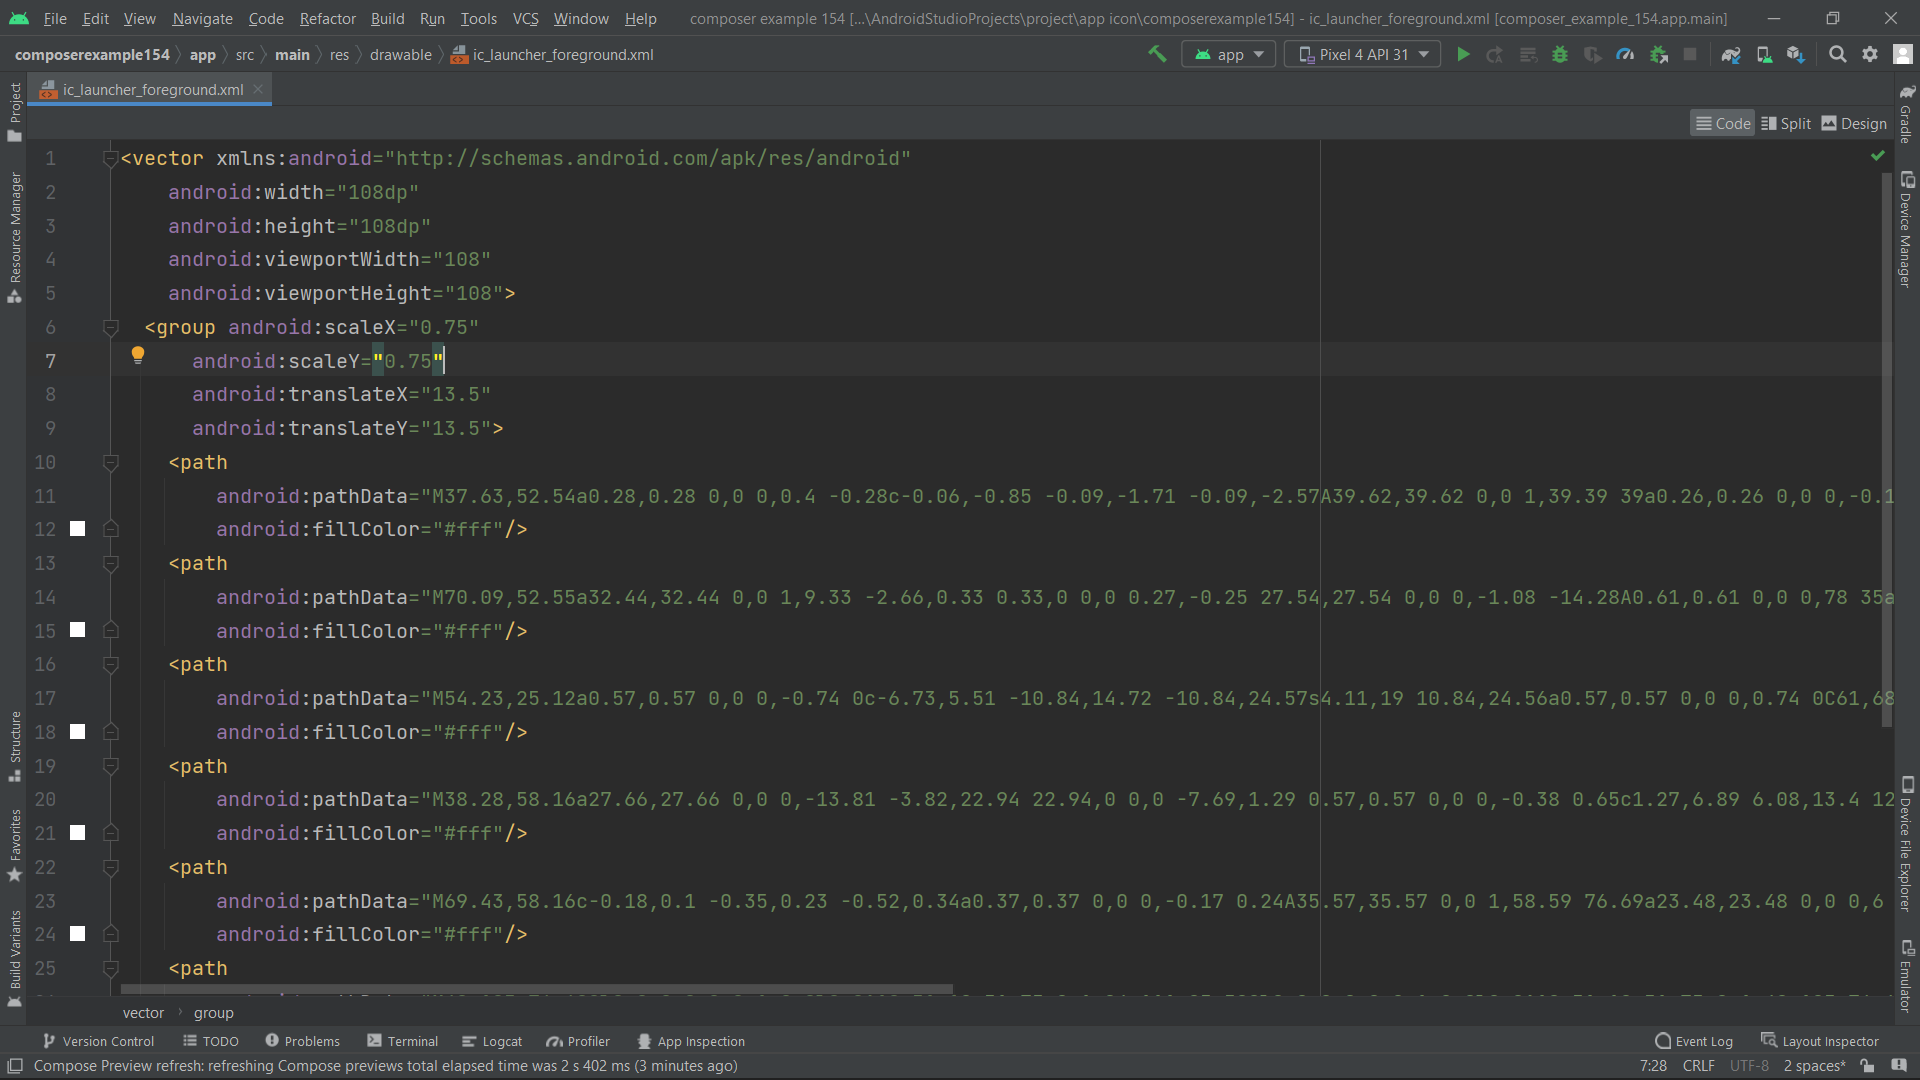 File Edit View Navigate Code Refactor Build Run Tools VCS Window Help composer example 154 [...\AndroidStudioProjects\project\app icon\composerexample154] - ic_launcher_foreground.xml [composer_example_154.app.main]
composerexample154 app src main res drawable ic_launcher_foreground.xml app Pixel 4 API 31
ic_launcher_foreground.xml
Code Split Design
1 <vector xmlns:android="http://schemas.android.com/apk/res/android"
2 android:width="108dp"
3 android:height="108dp"
4 android:viewportWidth="108"
5 android:viewportHeight="108">
6 <group android:scaleX="0.75"
7 android:scaleY="0.75"
8 android:translateX="13.5"
9 android:translateY="13.5">
10 <path
11 android:pathData="M37.63,52.54a0.28,0.28 0,0 0,0.4 -0.28c-0.06,-0.85 -0.09,-1.71 -0.09,-2.57A39.62,39.62 0,0 1,39.39 39a0.26,0.26 0,0 0,-0.1
12 android:fillColor="#fff"/>
13 <path
14 android:pathData="M70.09,52.55a32.44,32.44 0,0 1,9.33 -2.66,0.33 0.33,0 0,0 0.27,-0.25 27.54,27.54 0,0 0,-1.08 -14.28A0.61,0.61 0,0 0,78 35a
15 android:fillColor="#fff"/>
16 <path
17 android:pathData="M54.23,25.12a0.57,0.57 0,0 0,-0.74 0c-6.73,5.51 -10.84,14.72 -10.84,24.57s4.11,19 10.84,24.56a0.57,0.57 0,0 0,0.74 0C61,68
18 android:fillColor="#fff"/>
19 <path
20 android:pathData="M38.28,58.16a27.66,27.66 0,0 0,-13.81 -3.82,22.94 22.94,0 0,0 -7.69,1.29 0.57,0.57 0,0 0,-0.38 0.65c1.27,6.89 6.08,13.4 12
21 android:fillColor="#fff"/>
22 <path
23 android:pathData="M69.43,58.16c-0.18,0.1 -0.35,0.23 -0.52,0.34a0.37,0.37 0,0 0,-0.17 0.24A35.57,35.57 0,0 1,58.59 76.69a23.48,23.48 0,0 0,6
24 android:fillColor="#fff"/>
25 <path
vector group
Version Control TODO Problems Terminal Logcat Profiler App Inspection Event Log Layout Inspector
Compose Preview refresh: refreshing Compose previews total elapsed time was 2 s 402 ms (3 minutes ago) 7:28 CRLF UTF-8 2 spaces*
Project
Resource Manager
Structure
Favorites
Build Variants
Gradle
Device Manager
Device File Explorer
Emulator